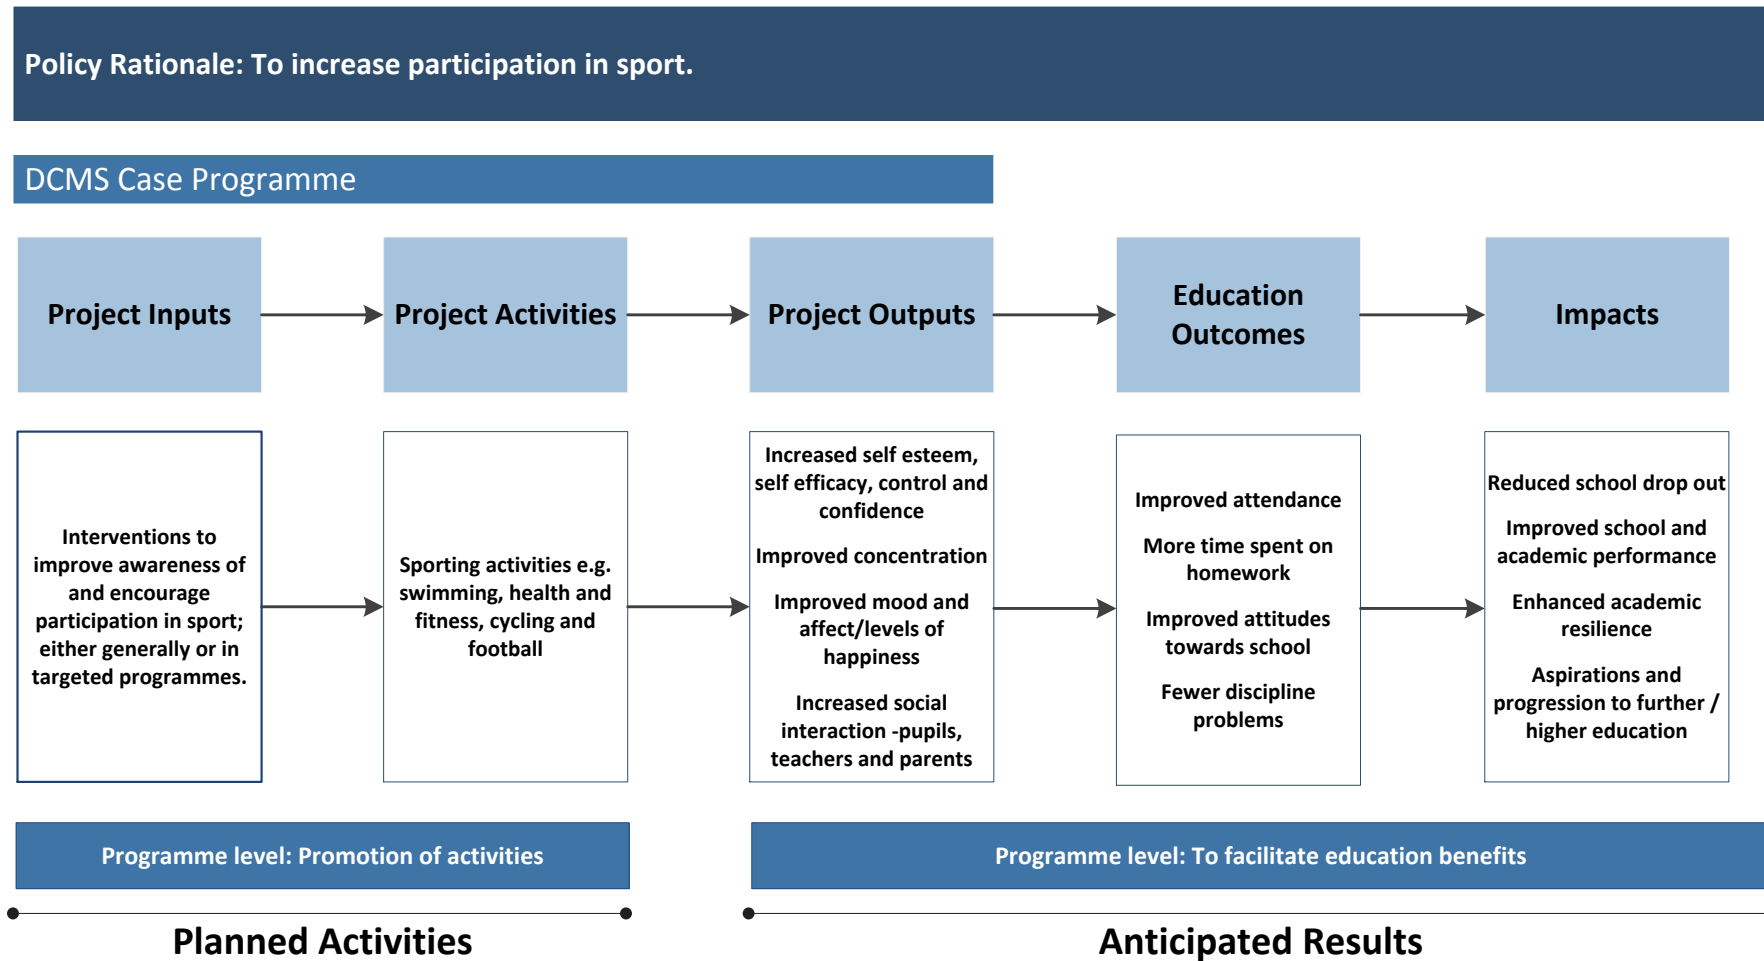 Policy Rationale: To increase participation in sport.
DCMS Case Programme
Project Inputs
Project Activities
Project Outputs
Education
Outcomes
Impacts
Interventions to
improve awareness of
and encourage
participation in sport;
either generally or in
targeted programmes.
Sporting activities e.g.
swimming, health and
fitness, cycling and
football
Increased self esteem,
self efficacy, control and
confidence
Improved concentration
Improved mood and
affect/levels of
happiness
Increased social
interaction -pupils,
teachers and parents
Improved attendance
More time spent on
homework
Improved attitudes
towards school
Fewer discipline
problems
Reduced school drop out
Improved school and
academic performance
Enhanced academic
resilience
Aspirations and
progression to further /
higher education
Programme level: Promotion of activities
Programme level: To facilitate education benefits
Planned Activities
Anticipated Results